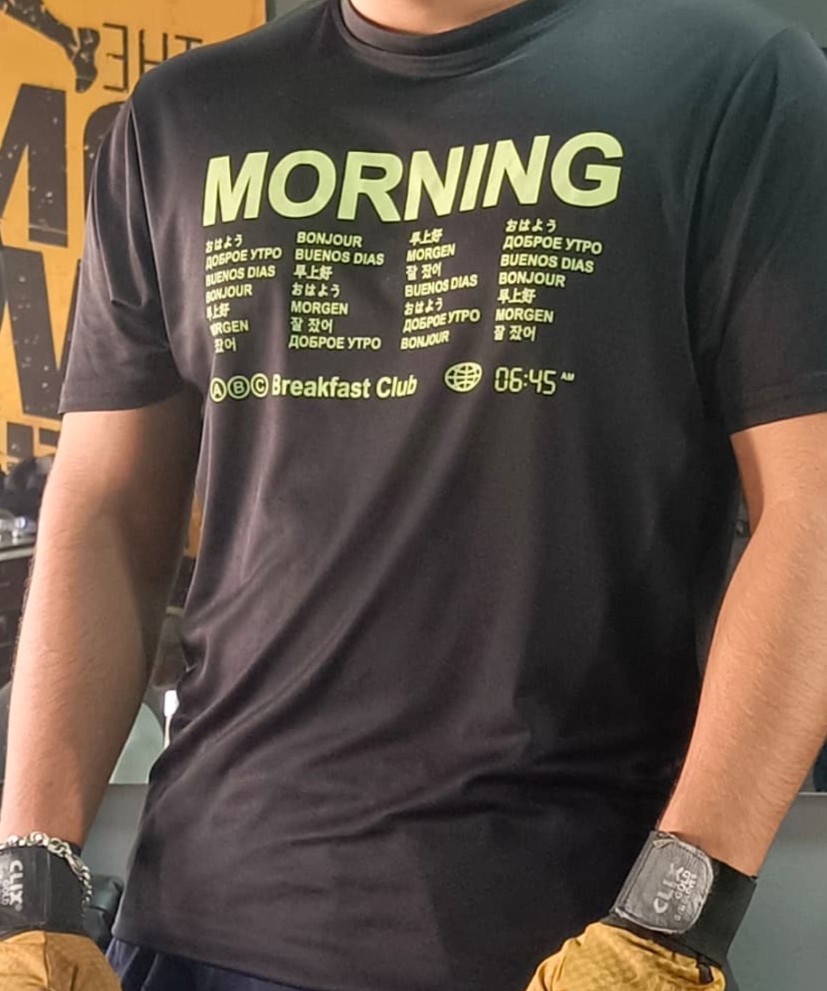 THE
MORNING
おはよう
ДОБРОЕ УТРО
BUENOS DIAS
BONJOUR
早上好
MORGEN
잤어
BONJOUR
BUENOS DIAS
早上好
おはよう
MORGEN
잘 잤어
ДОБРОЕ УТРО
早上好
MORGEN
잘 잤어
BUENOS DIAS
おはよう
ДОБРОЕ УТРО
BONJOUR
おはよう
ДОБРОЕ УТРО
BUENOS DIAS
BONJOUR
早上好
MORGEN
잘 잤어
ⒶⒷⒸ Breakfast Club
06:45 AM
CLIX
GOLD
CLIX
GOLD